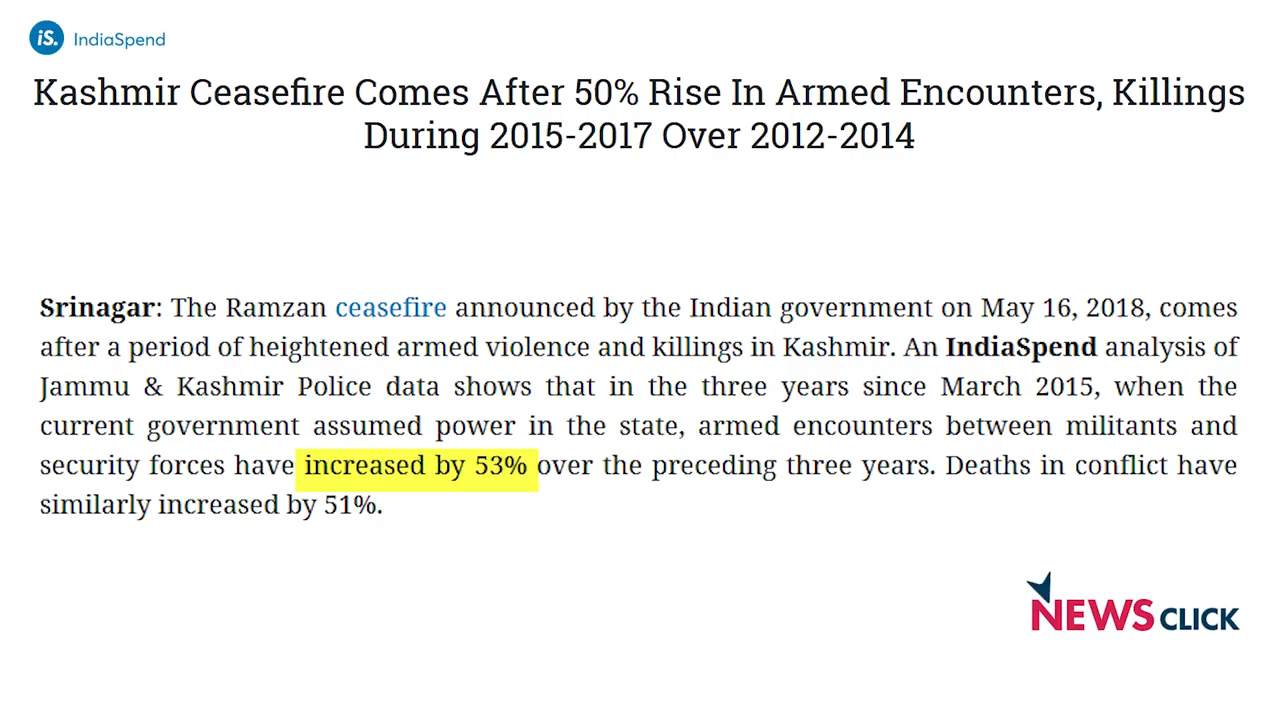 iS. IndiaSpend
Kashmir Ceasefire Comes After 50% Rise In Armed Encounters, Killings
During 2015-2017 Over 2012-2014
Srinagar: The Ramzan ceasefire announced by the Indian government on May 16, 2018, comes
after a period of heightened armed violence and killings in Kashmir. An IndiaSpend analysis of
Jammu & Kashmir Police data shows that in the three years since March 2015, when the
current government assumed power in the state, armed encounters between militants and
security forces have increased by 53% over the preceding three years. Deaths in conflict have
similarly increased by 51%.
NEWSCLICK